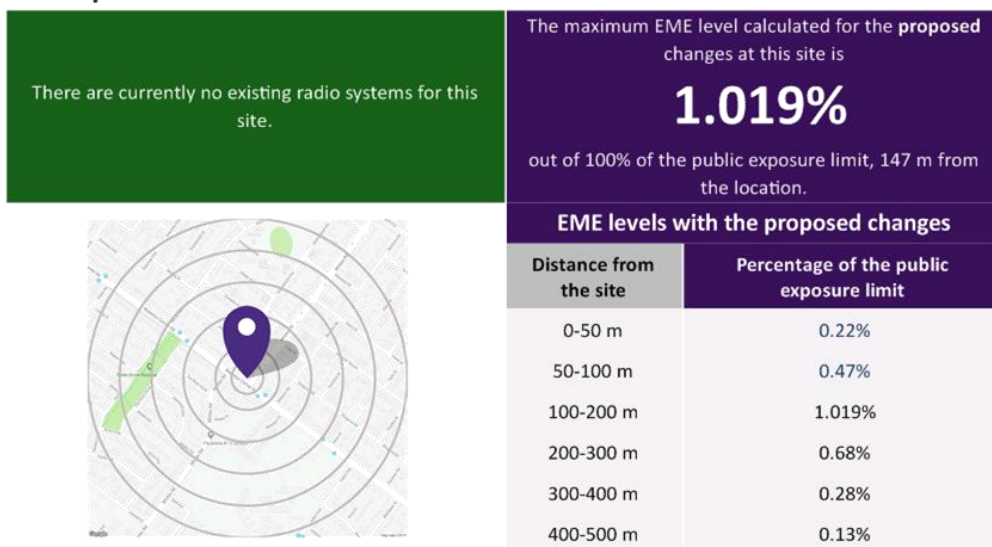 There are currently no existing radio systems for this
site.
The maximum EME level calculated for the proposed
changes at this site is
1.019%
out of 100% of the public exposure limit, 147 m from
the location.
EME levels with the proposed changes
Distance from
the site
Percentage of the public
exposure limit
0-50 m
0.22%
50-100 m
0.47%
100-200 m
1.019%
200-300 m
0.68%
300-400 m
0.28%
400-500 m
0.13%
Google